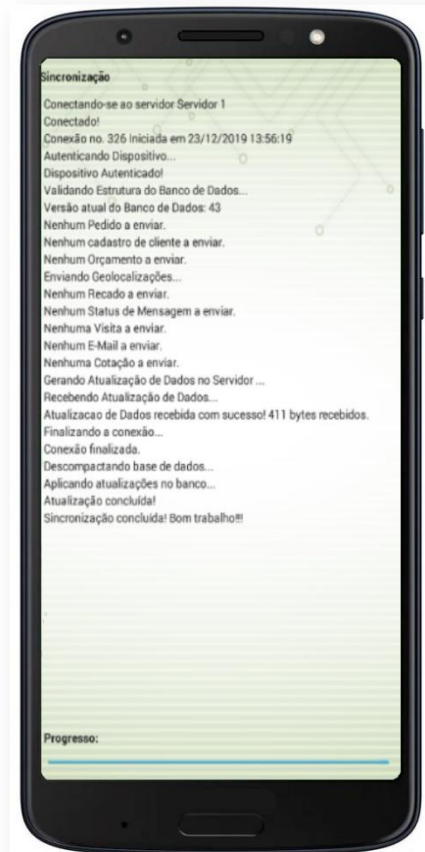 Sincronização
Conectando-se ao servidor Servidor 1
Conectado!
Conexão no. 326 Iniciada em 23/12/2019 13:56:19
Autenticando Dispositivo...
Dispositivo Autenticado!
Validando Estrutura do Banco de Dados...
Versão atual do Banco de Dados: 43
Nenhum Pedido a enviar.
Nenhum cadastro de cliente a enviar.
Nenhum Orçamento a enviar.
Enviando Geolocalizações...
Nenhum Recado a enviar.
Nenhum Status de Mensagem a enviar.
Nenhuma Visita a enviar.
Nenhum E-Mail a enviar.
Nenhuma Cotação a enviar.
Gerando Atualização de Dados no Servidor ...
Recebendo Atualização de Dados...
Atualizacao de Dados recebida com sucesso! 411 bytes recebidos.
Finalizando a conexão...
Conexão finalizada.
Descompactando base de dados...
Aplicando atualizações no banco...
Atualização concluída!
Sincronização concluída! Bom trabalho!!!
Progresso: